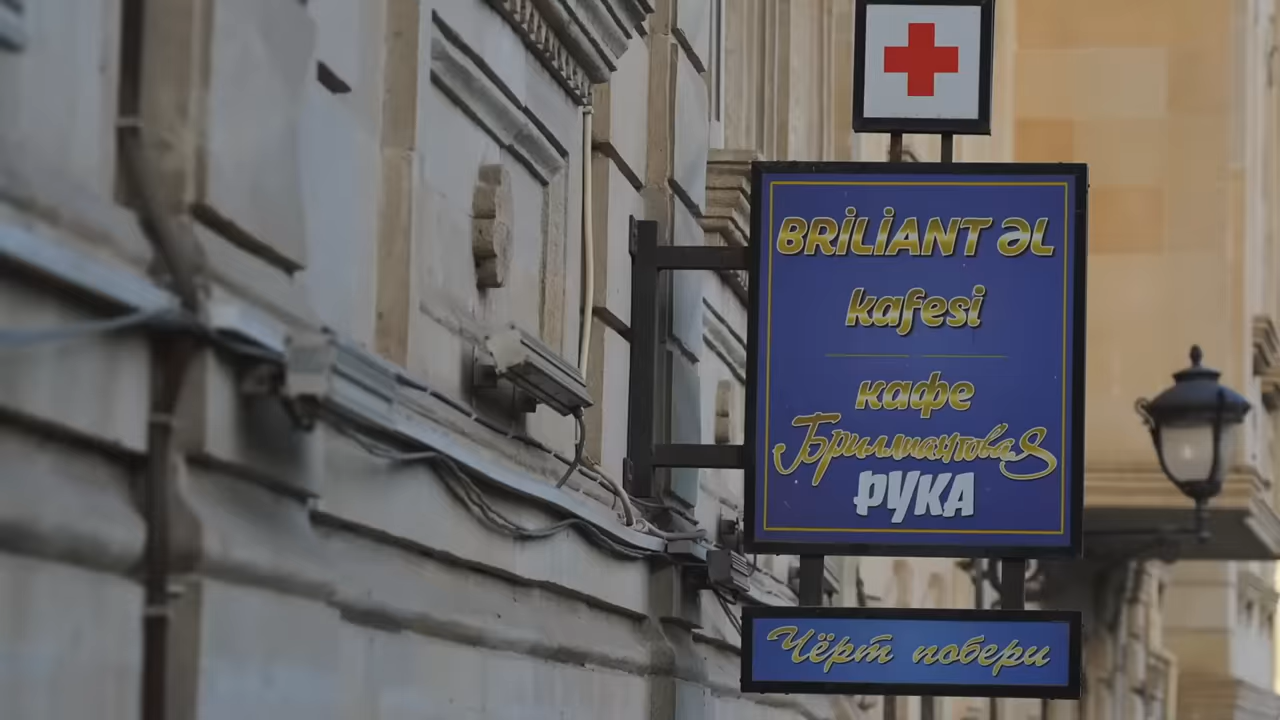 BRİLİANT ƏL
kafesi
кафе
Бриллиантовая
РУКА
Чёрт побери